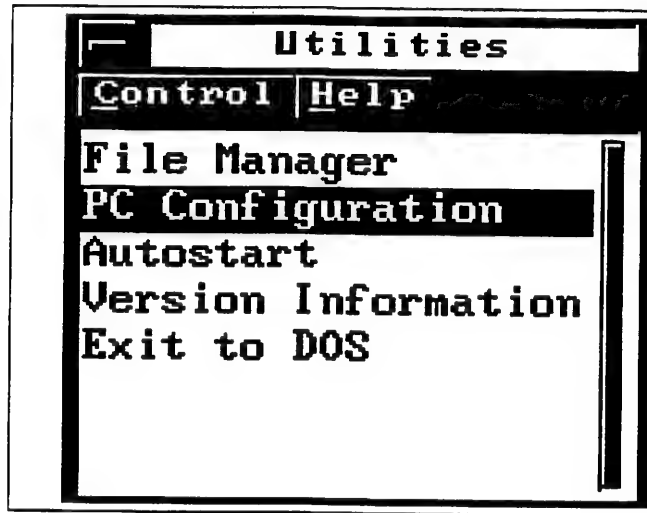 Utilities
Control Help
File Manager
PC Configuration
Autostart
Version Information
Exit to DOS